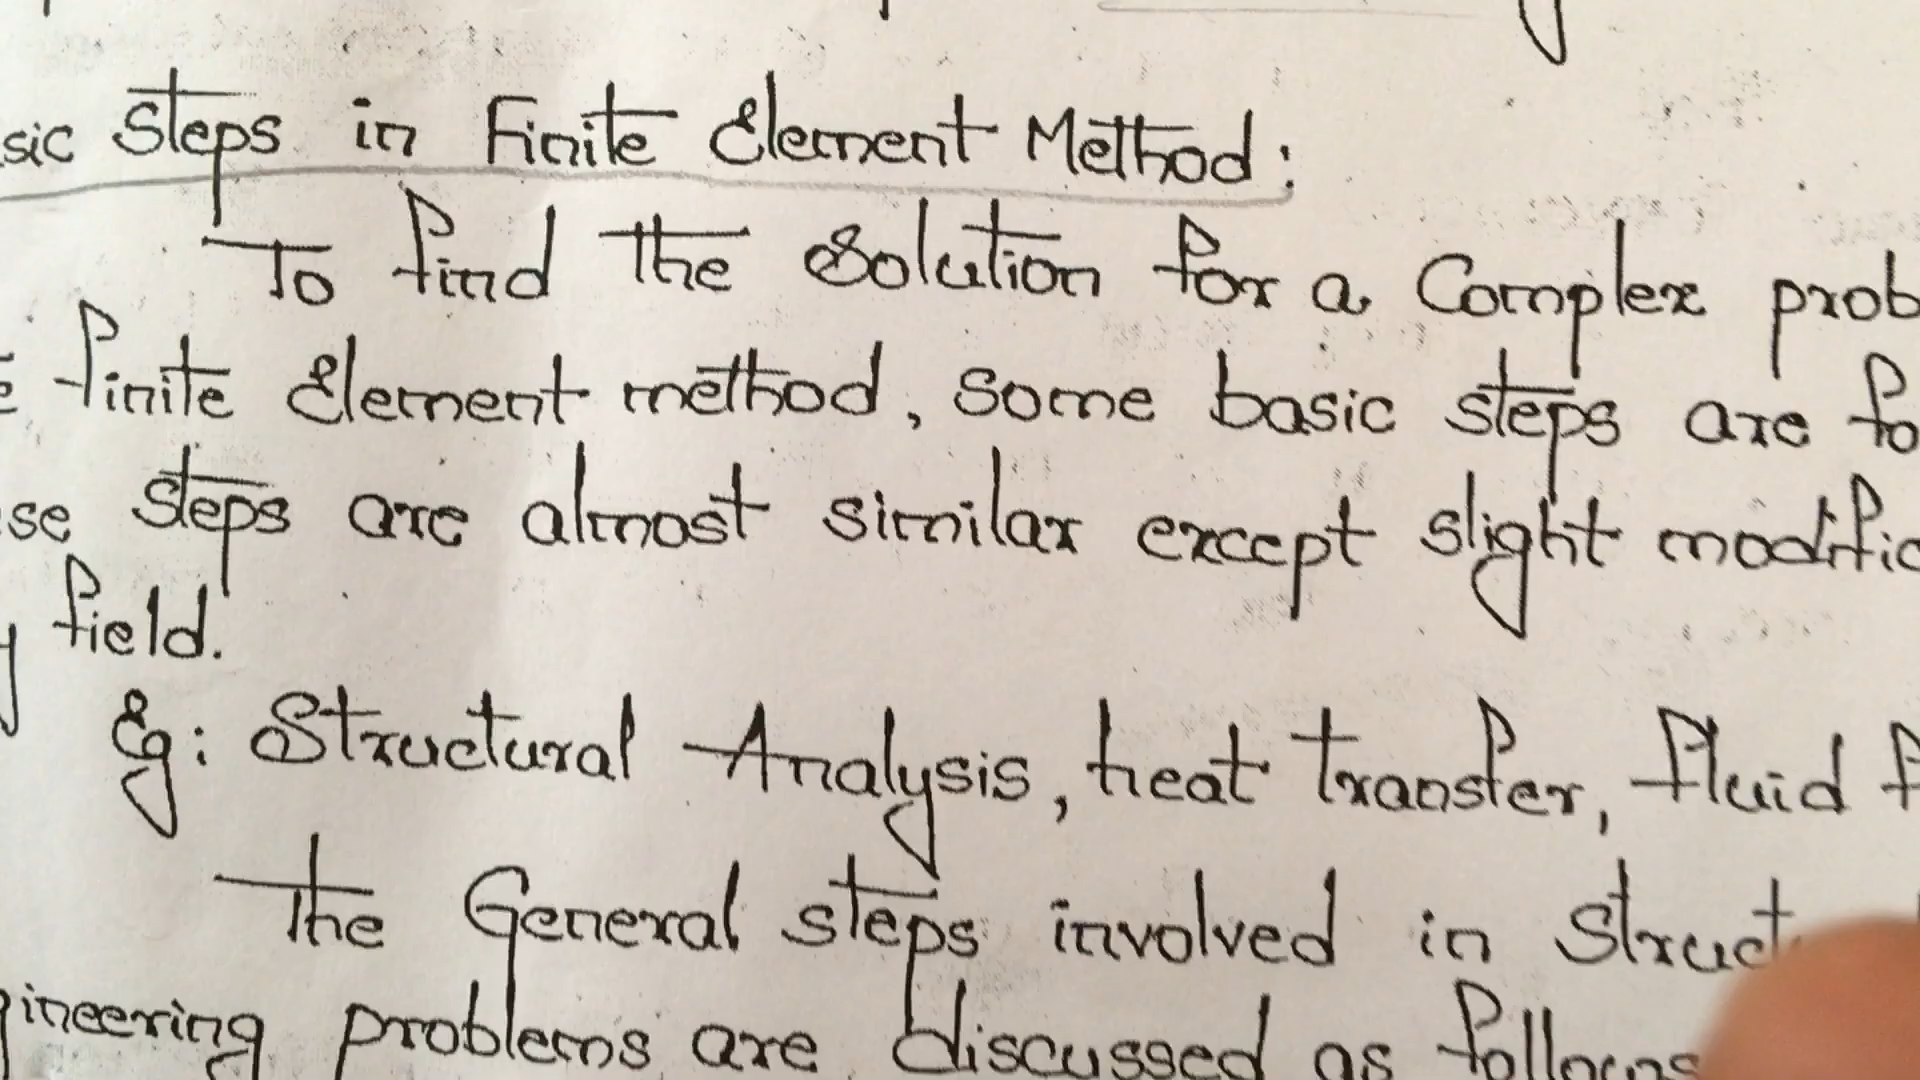 sic Steps in Finite Element Method:
To find the Solution for a Complex prob
finite Element method, some basic steps are fo
se steps are almost similar except slight modific
y field.
Eg: Structural Analysis, heat transfer, fluid f
The General steps involved in Struct
gineering problems are discussed as follows